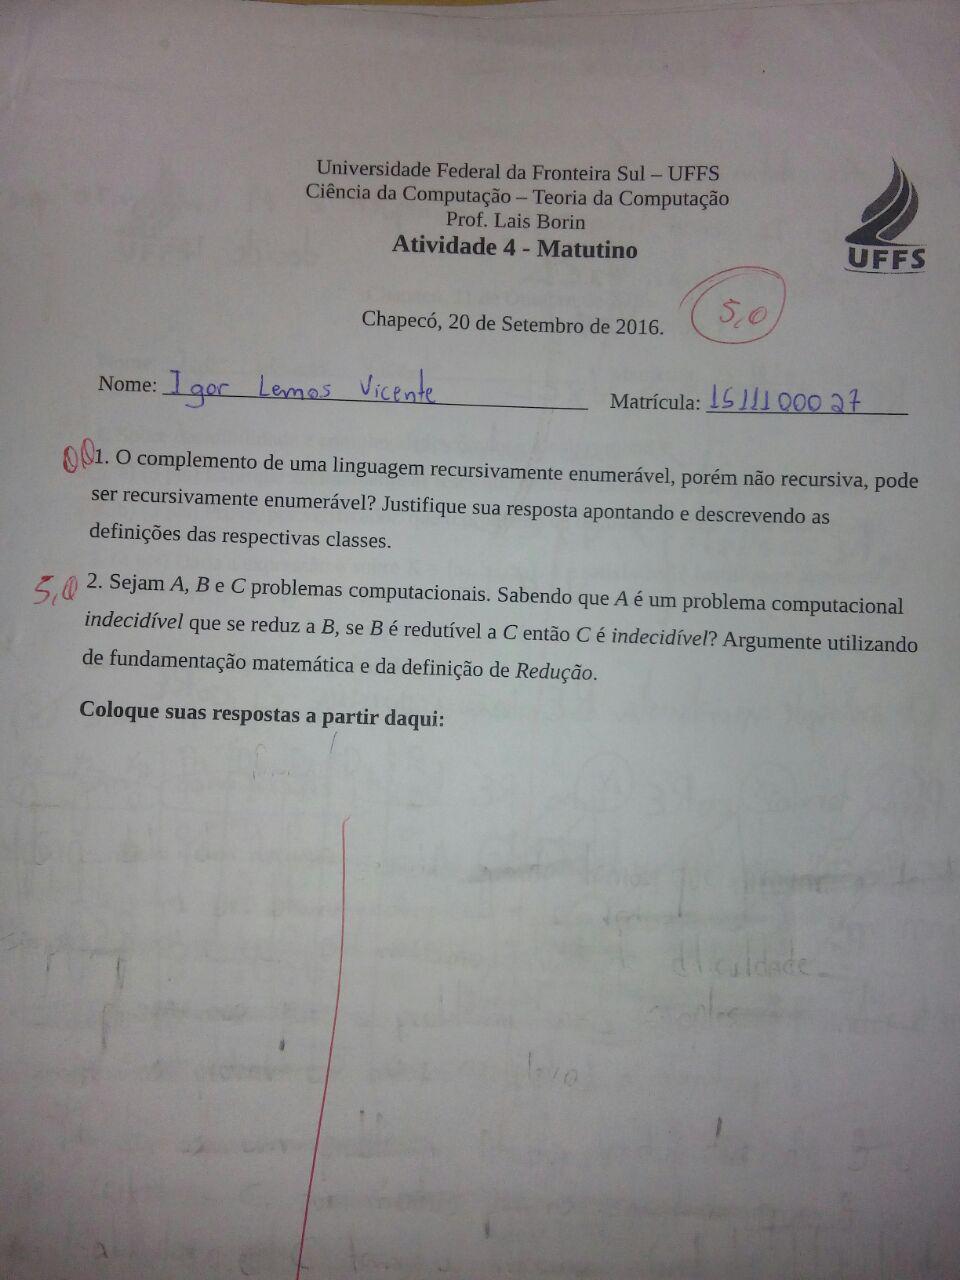 Universidade Federal da Fronteira Sul – UFFS
Ciência da Computação – Teoria da Computação
Prof. Lais Borin
Atividade 4 - Matutino
UFFS
Chapecó, 20 de Setembro de 2016.
5,0
Nome: Igor Lemos Vicente Matrícula: 1511100027
0,0 1. O complemento de uma linguagem recursivamente enumerável, porém não recursiva, pode
ser recursivamente enumerável? Justifique sua resposta apontando e descrevendo as
definições das respectivas classes.
5,0 2. Sejam A, B e C problemas computacionais. Sabendo que A é um problema computacional
indecidível que se reduz a B, se B é redutível a C então C é indecidível? Argumente utilizando
de fundamentação matemática e da definição de Redução.
Coloque suas respostas a partir daqui: